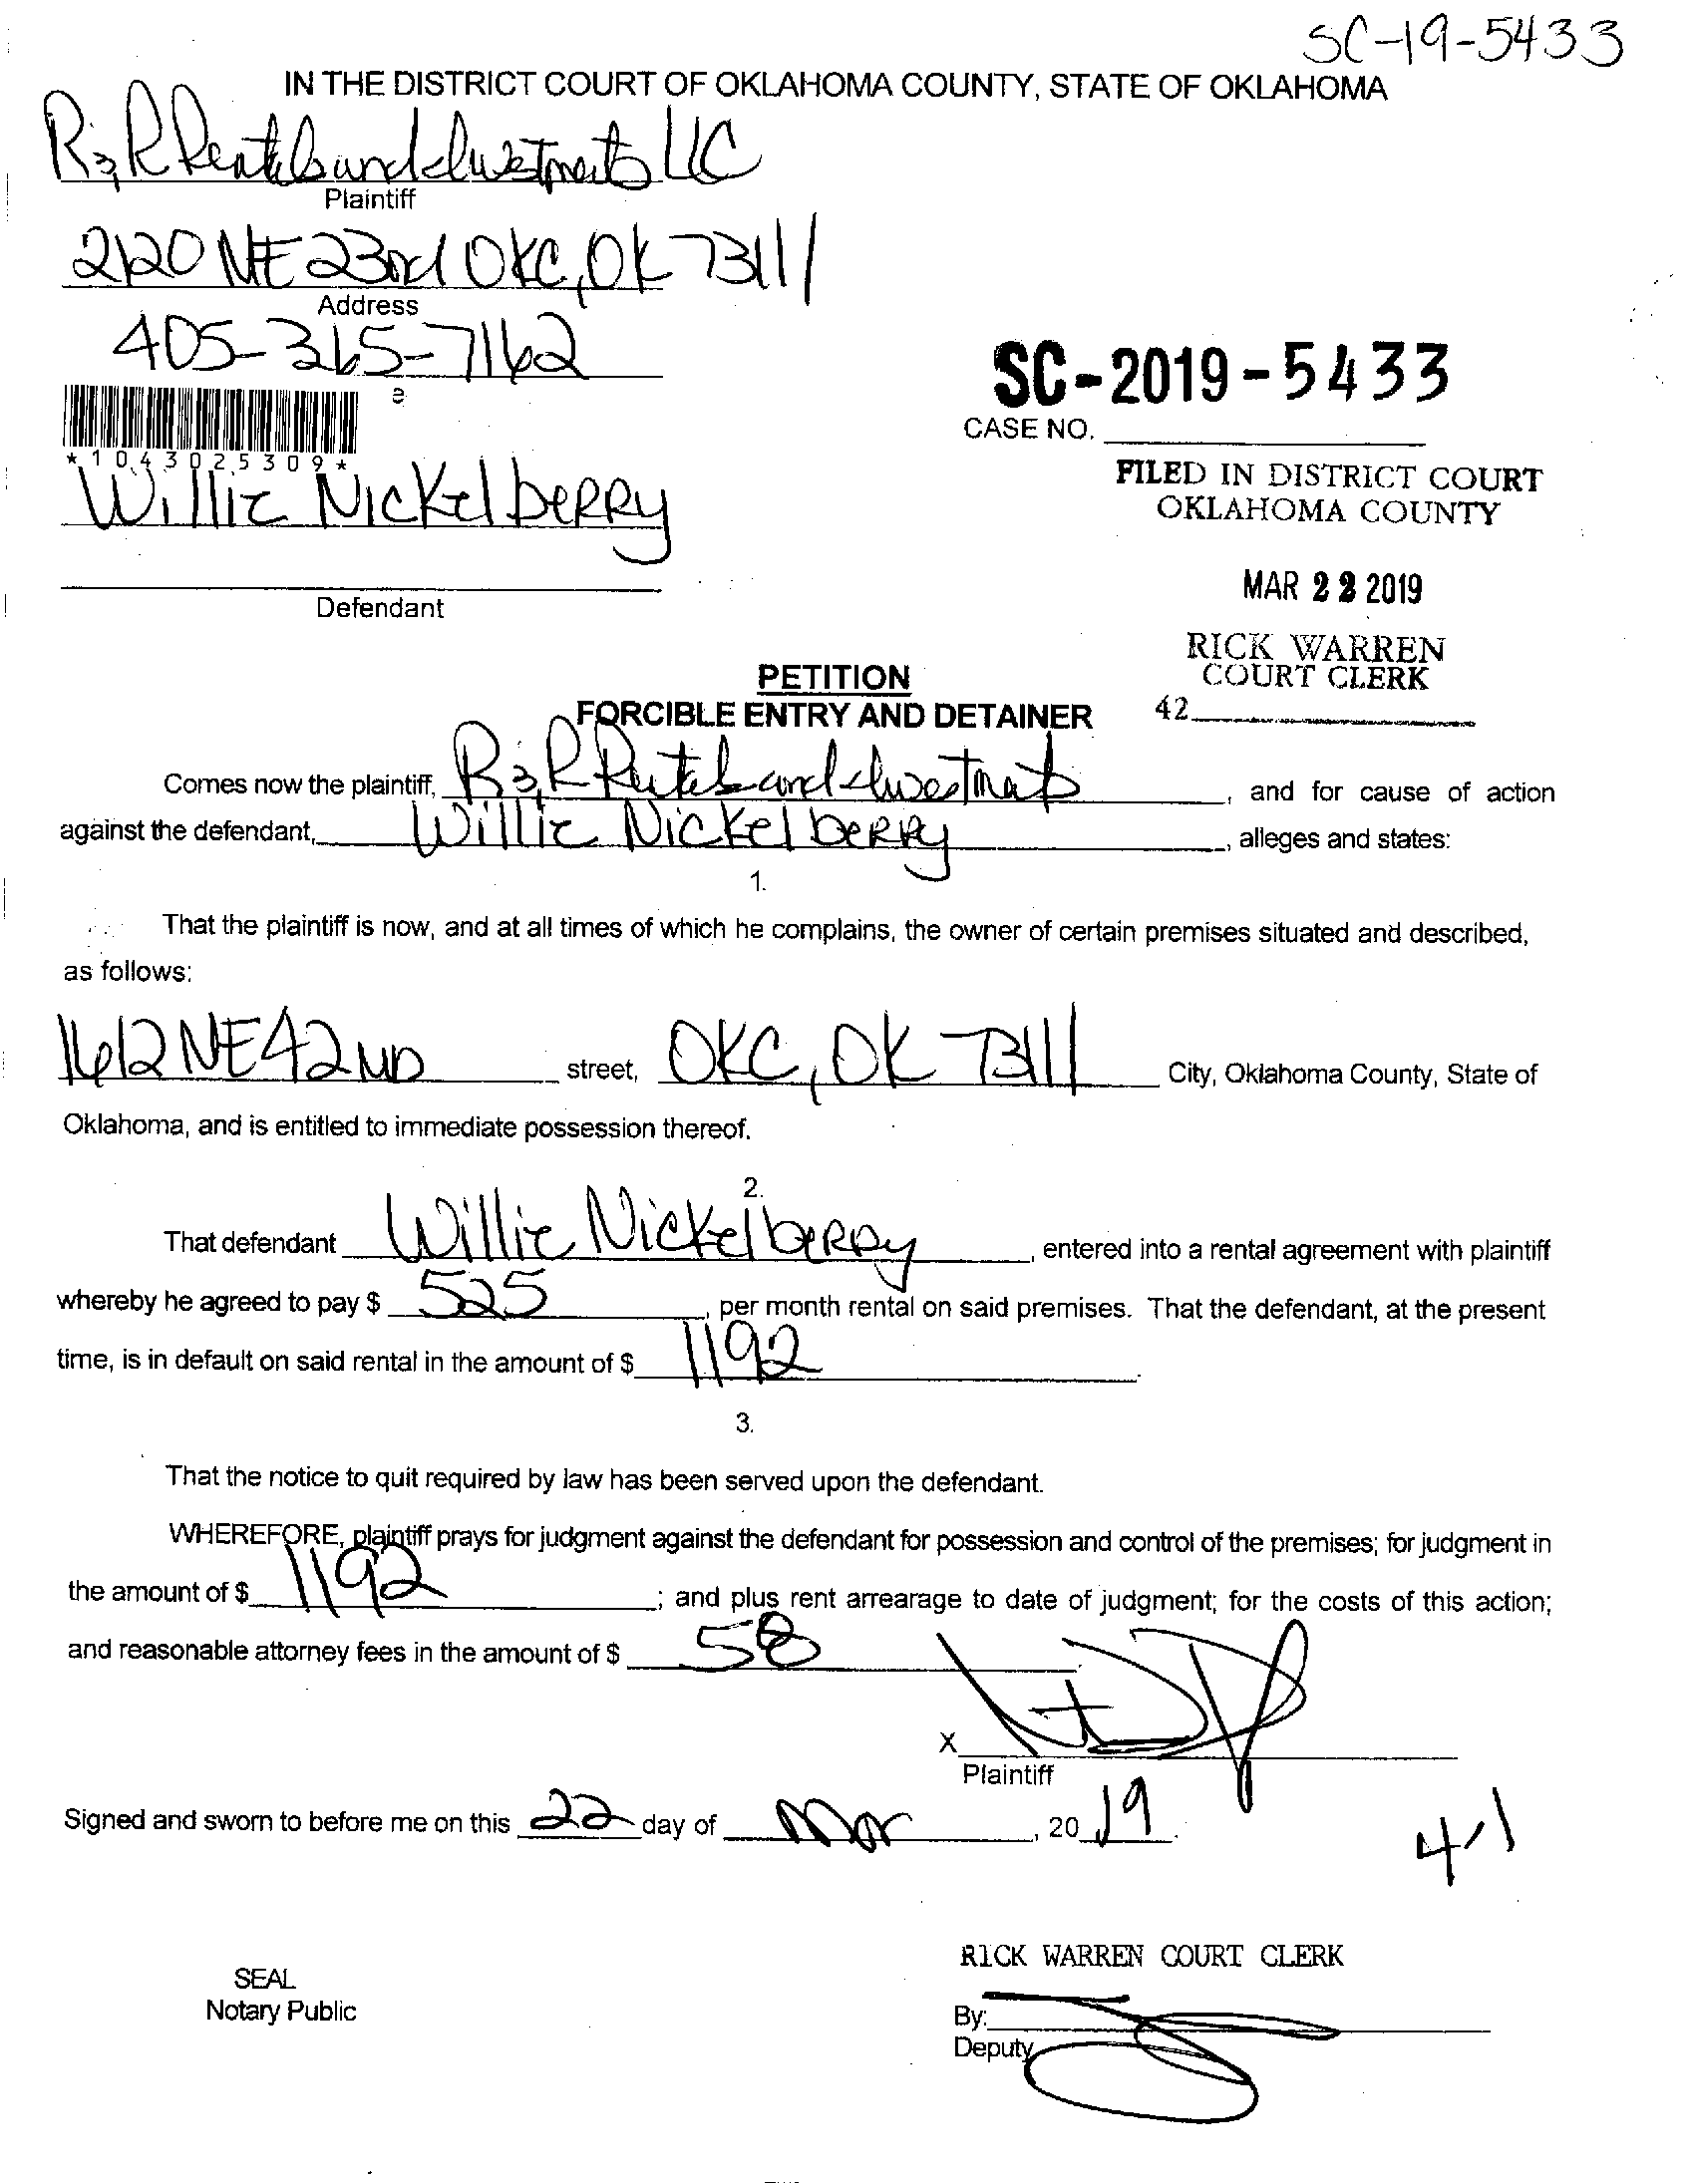 SC-19-5433
IN THE DISTRICT COURT OF OKLAHOMA COUNTY, STATE OF OKLAHOMA
R&R Rentals and Investments LLC
Plaintiff
2120 NE 23rd OKC, OK 73111
Address
405-365-7162
e
*1043025309*
SC-2019-5433
CASE NO.
Willie Nickelberry
FILED IN DISTRICT COURT
OKLAHOMA COUNTY
Defendant
MAR 22 2019
RICK WARREN
COURT CLERK
42
PETITION
FORCIBLE ENTRY AND DETAINER
Comes now the plaintiff, R&R Rentals and Investments, and for cause of action
against the defendant, Willie Nickelberry, alleges and states:
1.
That the plaintiff is now, and at all times of which he complains, the owner of certain premises situated and described,
as follows:
1612 NE 42ND street, OKC, OK 73111 City, Oklahoma County, State of
Oklahoma, and is entitled to immediate possession thereof.
2.
That defendant Willie Nickelberry, entered into a rental agreement with plaintiff
whereby he agreed to pay $ 525, per month rental on said premises. That the defendant, at the present
time, is in default on said rental in the amount of $ 1192.
3.
That the notice to quit required by law has been served upon the defendant.
WHEREFORE, plaintiff prays for judgment against the defendant for possession and control of the premises; for judgment in
the amount of $ 1192; and plus rent arrearage to date of judgment; for the costs of this action;
and reasonable attorney fees in the amount of $ 58
X
Plaintiff
Signed and sworn to before me on this 22 day of Mar, 20 19.
4-1
RICK WARREN COURT CLERK
SEAL
Notary Public
By:
Deputy